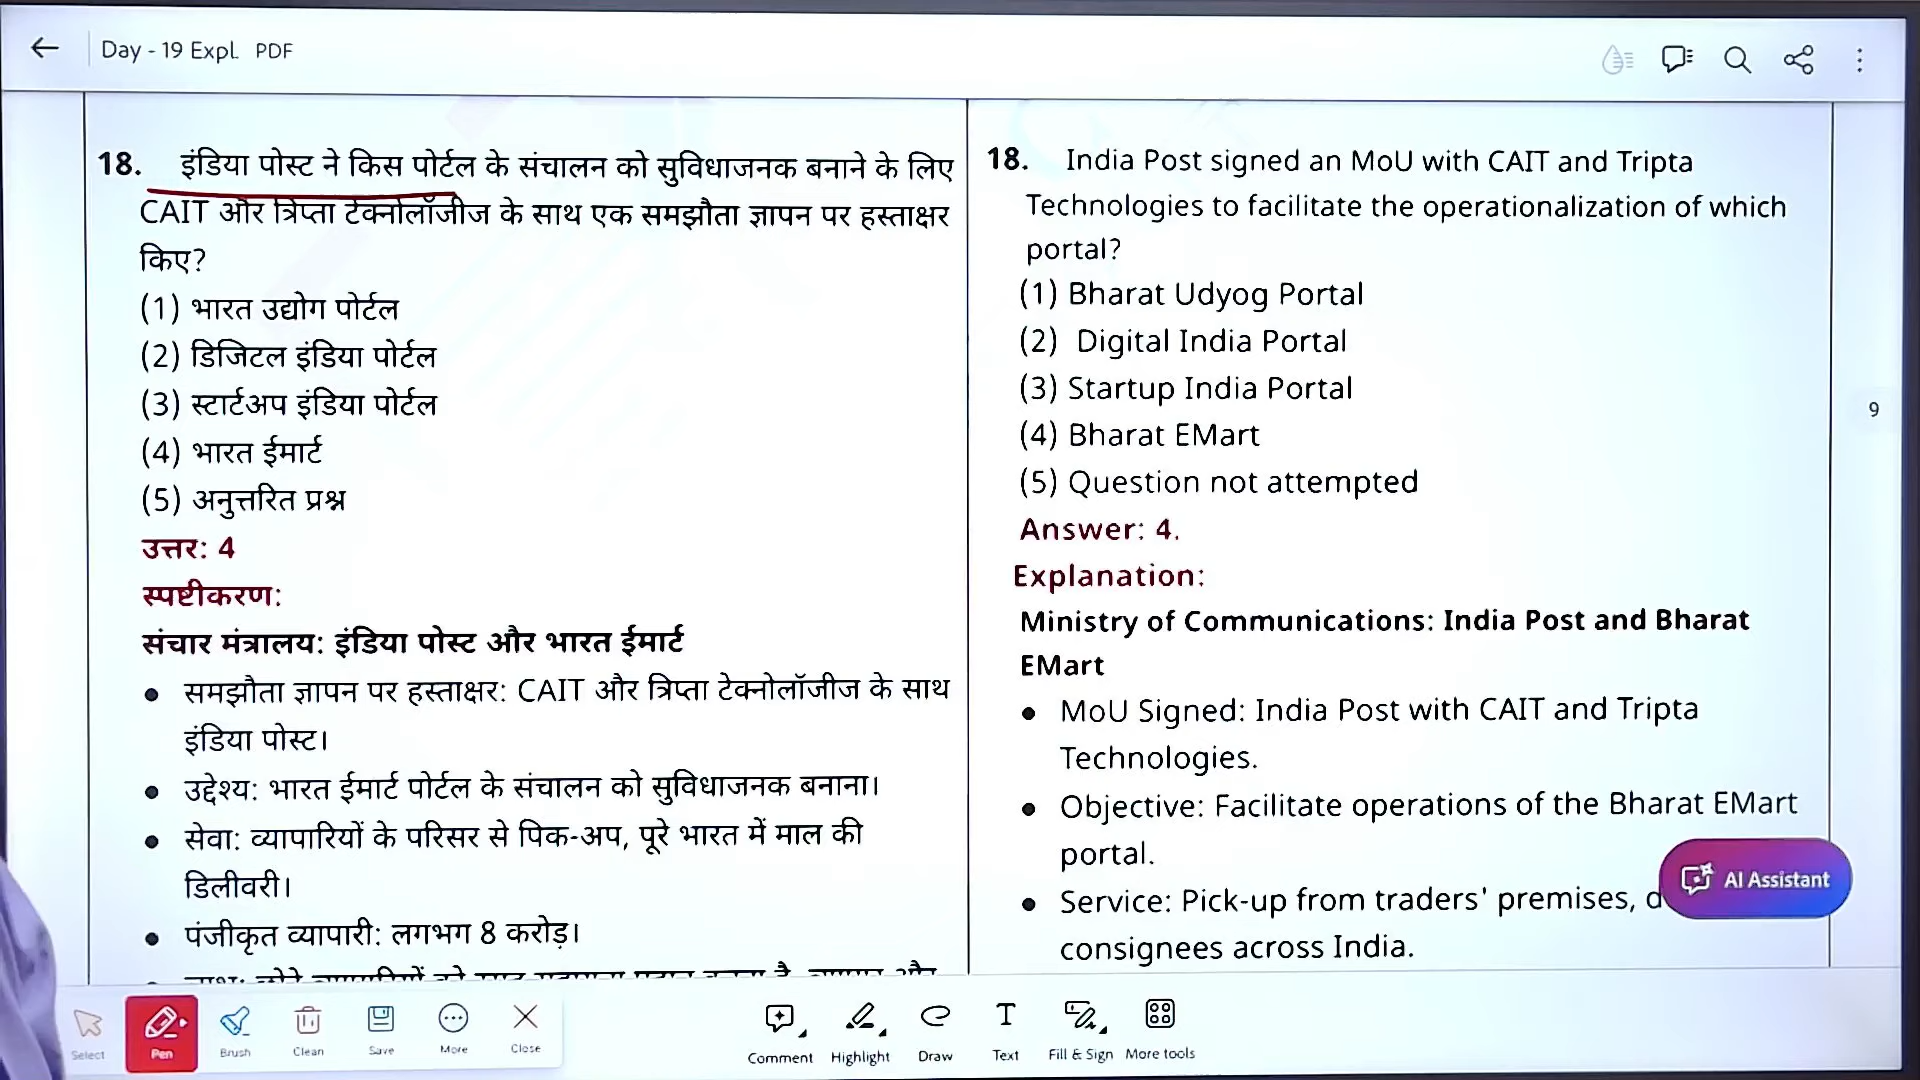 Day - 19 Expl. PDF
18. इंडिया पोस्ट ने किस पोर्टल के संचालन को सुविधाजनक बनाने के लिए
CAIT और त्रिप्ता टेक्नोलॉजीज के साथ एक समझौता ज्ञापन पर हस्ताक्षर
किए?
(1) भारत उद्योग पोर्टल
(2) डिजिटल इंडिया पोर्टल
(3) स्टार्टअप इंडिया पोर्टल
(4) भारत ईमार्ट
(5) अनुत्तरित प्रश्न
उत्तर: 4
स्पष्टीकरण:
संचार मंत्रालय: इंडिया पोस्ट और भारत ईमार्ट
● समझौता ज्ञापन पर हस्ताक्षर: CAIT और त्रिप्ता टेक्नोलॉजीज के साथ
इंडिया पोस्ट।
● उद्देश्य: भारत ईमार्ट पोर्टल के संचालन को सुविधाजनक बनाना।
● सेवा: व्यापारियों के परिसर से पिक-अप, पूरे भारत में माल की
डिलीवरी।
● पंजीकृत व्यापारी: लगभग 8 करोड़।
18. India Post signed an MoU with CAIT and Tripta
Technologies to facilitate the operationalization of which
portal?
(1) Bharat Udyog Portal
(2) Digital India Portal
(3) Startup India Portal
(4) Bharat EMart
(5) Question not attempted
Answer: 4.
Explanation:
Ministry of Communications: India Post and Bharat
EMart
● MoU Signed: India Post with CAIT and Tripta
Technologies.
● Objective: Facilitate operations of the Bharat EMart
portal.
● Service: Pick-up from traders' premises, d
consignees across India.
9
AI Assistant
Select
Pen
Brush
Clean
Save
More
Close
Comment
Highlight
Draw
Text
Fill & Sign
More tools